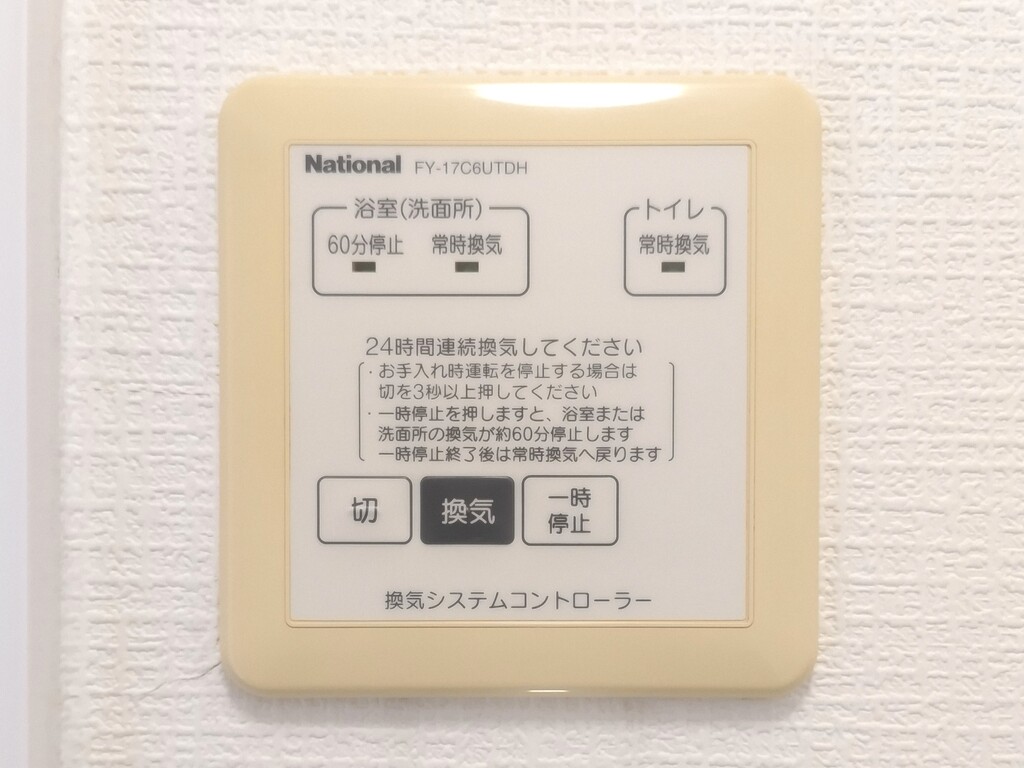 National FY-17C6UTDH
浴室(洗面所)
トイレ
60分停止 常時換気
常時換気
24時間連続換気してください
・お手入れ時運転を停止する場合は
切を3秒以上押してください
・一時停止を押しますと、浴室または
洗面所の換気が約60分停止します
一時停止終了後は常時換気へ戻ります
切
換気
一時
停止
換気システムコントローラー